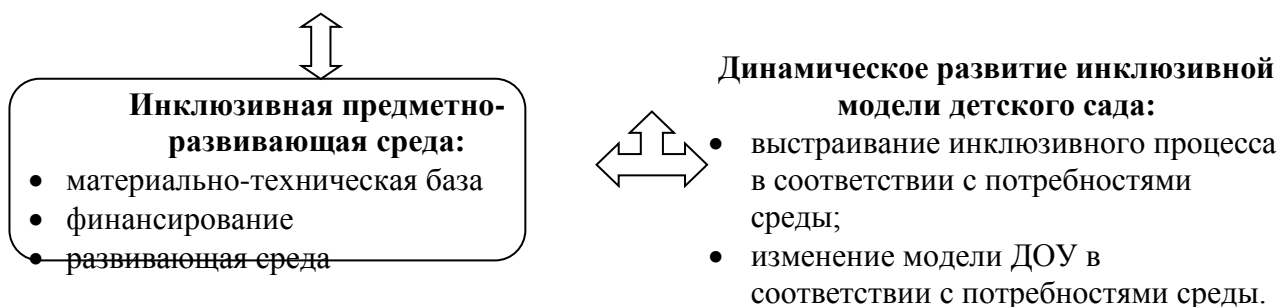 Инклюзивная предметно-
развивающая среда:
• материально-техническая база
• финансирование
• развивающая среда
Динамическое развитие инклюзивной
модели детского сада:
• выстраивание инклюзивного процесса
в соответствии с потребностями
среды;
• изменение модели ДОУ в
соответствии с потребностями среды.